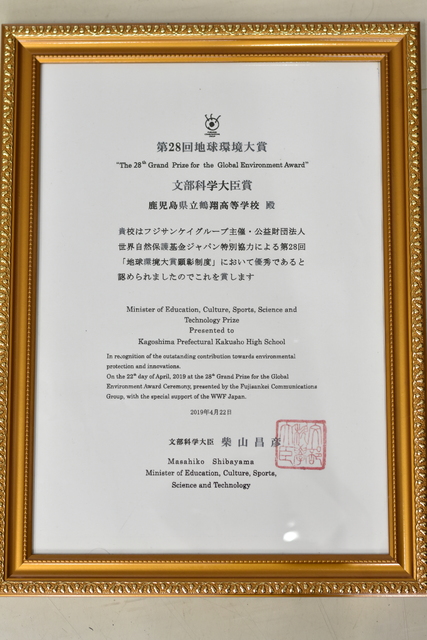 第28回地球環境大賞
"The 28th Grand Prize for the Global Environment Award"
文部科学大臣賞
鹿児島県立鶴翔高等学校 殿
貴校はフジサンケイグループ主催・公益財団法人
世界自然保護基金ジャパン特別協力による第28回
「地球環境大賞顕彰制度」において優秀であると
認められましたのでこれを賞します
Minister of Education, Culture, Sports, Science and
Technology Prize
Presented to
Kagoshima Prefectural Kakusho High School
In recognition of the outstanding contribution towards environmental
protection and innovations.
On the 22th day of April, 2019 at the 28th Grand Prize for the Global
Environment Award Ceremony, presented by the Fujisankei Communications
Group, with the special support of the WWF Japan.
2019年4月22日
文部科学大臣 柴山昌彦
Masahiko Shibayama
Minister of Education, Culture, Sports,
Science and Technology